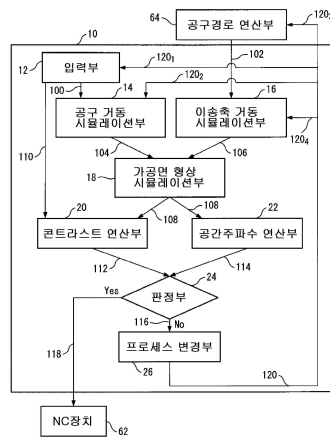 10
64
공구경로 연산부
120₃
12
입력부
120₁
102
100
14
120₂
16
공구 거동
시뮬레이션부
이송축 거동
시뮬레이션부
120₄
110
104
106
18
가공면 형상
시뮬레이션부
20
108
108
22
콘트라스트 연산부
공간주파수 연산부
112
114
24
Yes
판정부
116
No
118
프로세스 변경부
26
120
NC장치
62